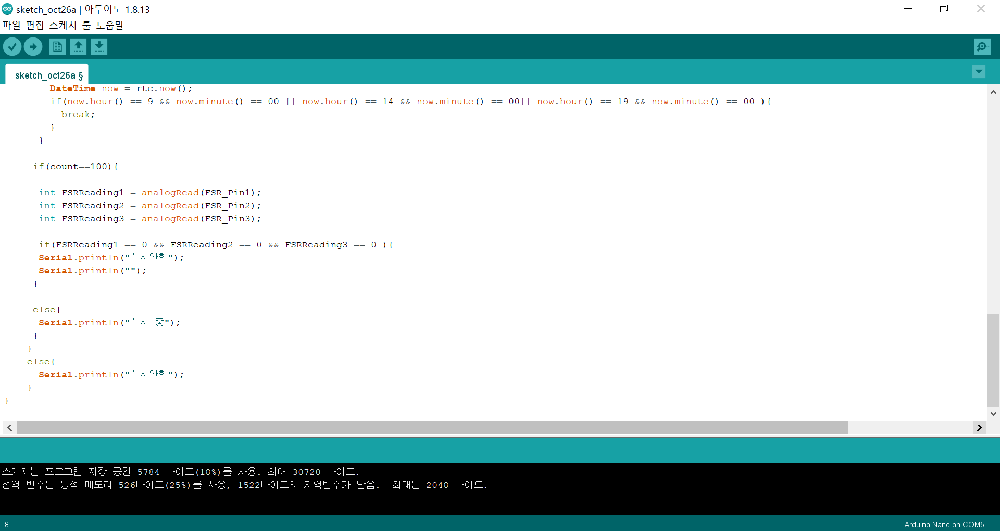 sketch_oct26a | 아두이노 1.8.13
파일 편집 스케치 툴 도움말
sketch_oct26a §
DateTime now = rtc.now();
if(now.hour() == 9 && now.minute() == 00 || now.hour() == 14 && now.minute() == 00|| now.hour() == 19 && now.minute() == 00 ){
break;
}
}
if(count==100){
int FSRReading1 = analogRead(FSR_Pin1);
int FSRReading2 = analogRead(FSR_Pin2);
int FSRReading3 = analogRead(FSR_Pin3);
if(FSRReading1 == 0 && FSRReading2 == 0 && FSRReading3 == 0 ){
Serial.println("식사안함");
Serial.println("");
}
else{
Serial.println("식사 중");
}
}
else{
Serial.println("식사안함");
}
}
스케치는 프로그램 저장 공간 5784 바이트(18%)를 사용. 최대 30720 바이트.
전역 변수는 동적 메모리 526바이트(25%)를 사용, 1522바이트의 지역변수가 남음.  최대는 2048 바이트.
8
Arduino Nano on COM5